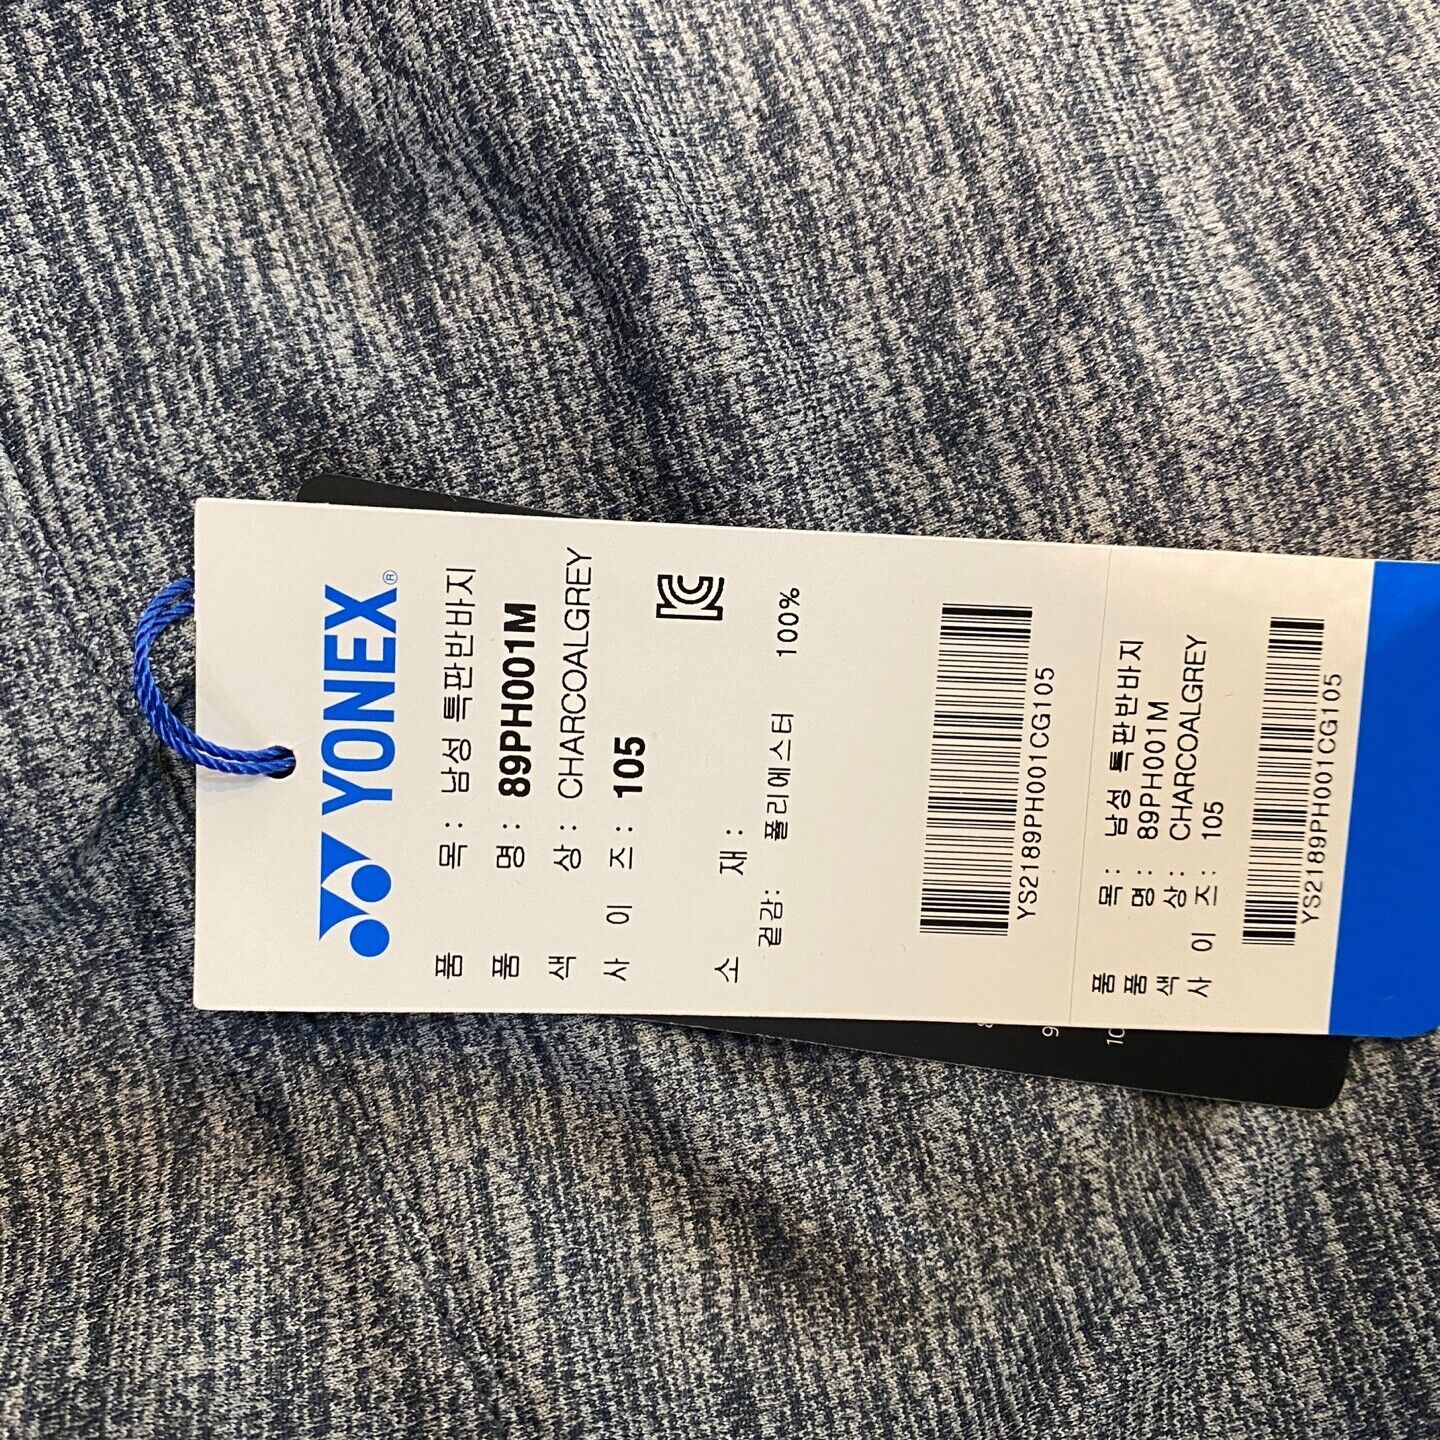 YONEX®
품 목 : 남성 특판반바지
품 명 : 89PH001M
색 상 : CHARCOALGREY
사 이 즈 : 105
소 재 :
겉감 : 폴리에스터 100%
YS2189PH001CG105
품 목 : 남성 특판반바지
품 명 : 89PH001M
색 상 : CHARCOALGREY
사 이 즈 : 105
YS2189PH001CG105